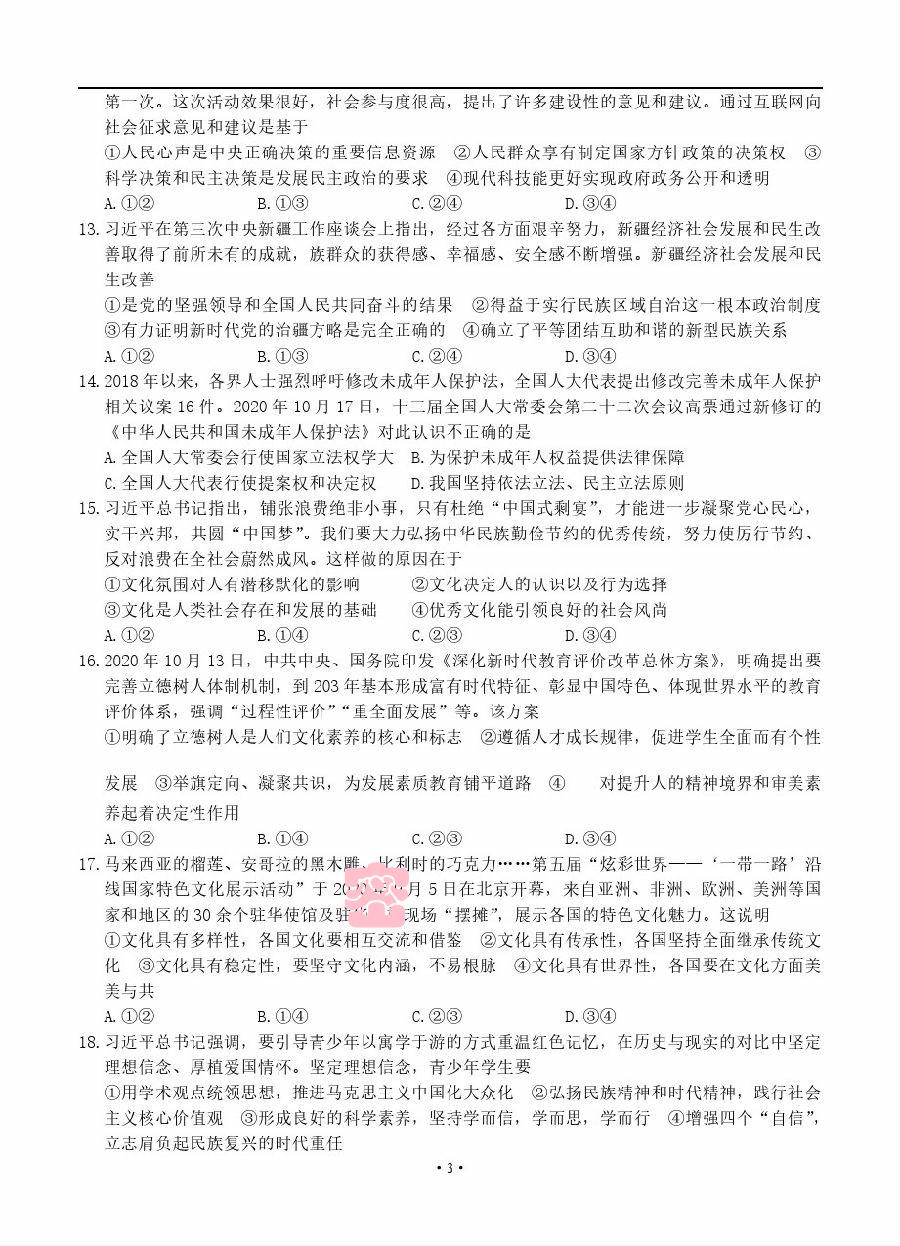 第一次。这次活动效果很好，社会参与度很高，提出了许多建设性的意见和建议。通过互联网向
社会征求意见和建议是基于
①人民心声是中央正确决策的重要信息资源 ②人民群众享有制定国家方针政策的决策权 ③
科学决策和民主决策是发展民主政治的要求 ④现代科技能更好实现政府政务公开和透明
A.①② B.①③ C.②④ D.③④
13.习近平在第三次中央新疆工作座谈会上指出，经过各方面艰辛努力，新疆经济社会发展和民生改
善取得了前所未有的成就，族群众的获得感、幸福感、安全感不断增强。新疆经济社会发展和民
生改善
①是党的坚强领导和全国人民共同奋斗的结果 ②得益于实行民族区域自治这一根本政治制度
③有力证明新时代党的治疆方略是完全正确的 ④确立了平等团结互助和谐的新型民族关系
A.①② B.①③ C.②④ D.③④
14.2018年以来，各界人士强烈呼吁修改未成年人保护法，全国人大代表提出修改完善未成年人保护
相关议案16件。2020年10月17日，十三届全国人大常委会第二十二次会议高票通过新修订的
《中华人民共和国未成年人保护法》对此认识不正确的是
A.全国人大常委会行使国家立法权学大 B.为保护未成年人权益提供法律保障
C.全国人大代表行使提案权和决定权 D.我国坚持依法立法、民主立法原则
15.习近平总书记指出，铺张浪费绝非小事，只有杜绝“中国式剩宴”，才能进一步凝聚党心民心，
实干兴邦，共圆“中国梦”。我们要大力弘扬中华民族勤俭节约的优秀传统，努力使厉行节约、
反对浪费在全社会蔚然成风。这样做的原因在于
①文化氛围对人有潜移默化的影响 ②文化决定人的认识以及行为选择
③文化是人类社会存在和发展的基础 ④优秀文化能引领良好的社会风尚
A.①② B.①④ C.②③ D.③④
16.2020年10月13日，中共中央、国务院印发《深化新时代教育评价改革总体方案》，明确提出要
完善立德树人体制机制，到203年基本形成富有时代特征、彰显中国特色、体现世界水平的教育
评价体系，强调“过程性评价”“重全面发展”等。该方案
①明确了立德树人是人们文化素养的核心和标志 ②遵循人才成长规律，促进学生全面而有个性
发展 ③举旗定向、凝聚共识，为发展素质教育铺平道路 ④ 对提升人的精神境界和审美素
养起着决定性作用
A.①② B.①④ C.②③ D.③④
17.马来西亚的榴莲、安哥拉的黑木雕、比利时的巧克力……第五届“炫彩世界——‘一带一路’沿
线国家特色文化展示活动”于20 年 月5日在北京开幕，来自亚洲、非洲、欧洲、美洲等国
家和地区的30余个驻华使馆及驻 现场“摆摊”，展示各国的特色文化魅力。这说明
①文化具有多样性，各国文化要相互交流和借鉴 ②文化具有传承性，各国坚持全面继承传统文
化 ③文化具有稳定性，要坚守文化内涵，不易根脉 ④文化具有世界性，各国要在文化方面美
美与共
A.①② B.①④ C.②③ D.③④
18.习近平总书记强调，要引导青少年以寓学于游的方式重温红色记忆，在历史与现实的对比中坚定
理想信念、厚植爱国情怀。坚定理想信念，青少年学生要
①用学术观点统领思想，推进马克思主义中国化大众化 ②弘扬民族精神和时代精神，践行社会
主义核心价值观 ③形成良好的科学素养，坚持学而信，学而思，学而行 ④增强四个“自信”，
立志肩负起民族复兴的时代重任
·3·